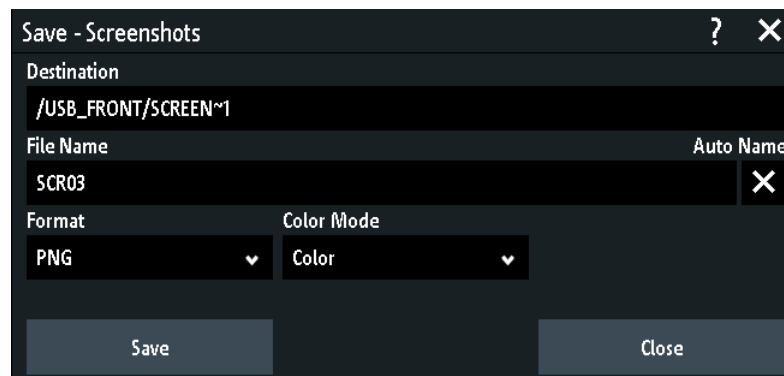 Save - Screenshots ?
Destination
/USB_FRONT/SCREEN~1
File Name Auto Name
SCR03
Format Color Mode
PNG Color
Save Close